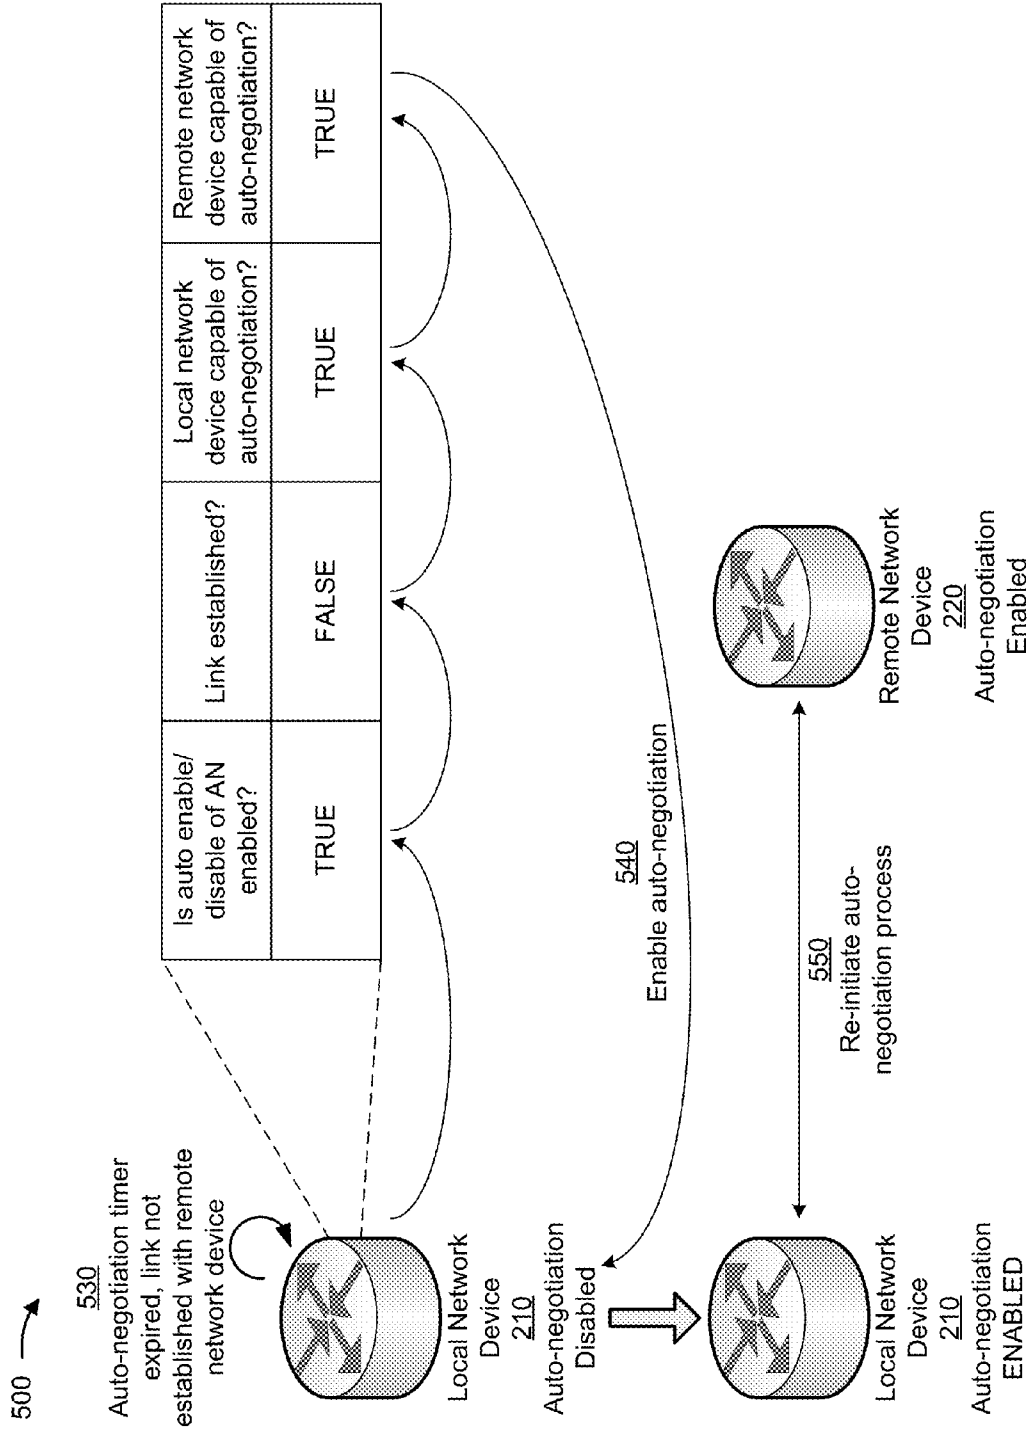 500
530
Auto-negotiation timer
expired, link not
established with remote
network device
Is auto enable/
disable of AN
enabled?
Link established?
Local network
device capable of
auto-negotiation?
Remote network
device capable of
auto-negotiation?
TRUE
FALSE
TRUE
TRUE
Local Network
Device
210
Auto-negotiation
Disabled
540
Enable auto-negotiation
Local Network
Device
210
Auto-negotiation
ENABLED
550
Re-initiate auto-
negotiation process
Remote Network
Device
220
Auto-negotiation
Enabled